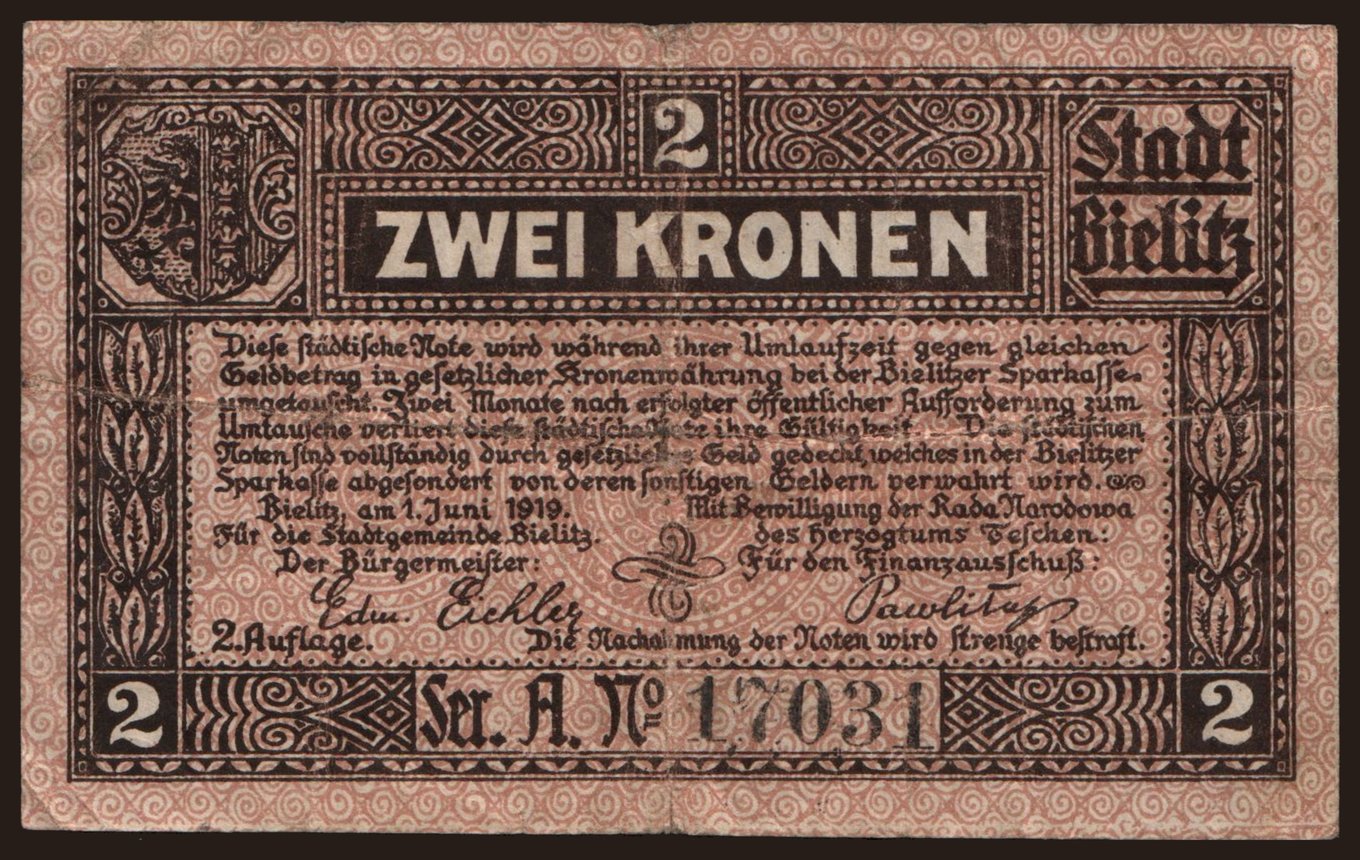 2
Stadt
Bielitz
ZWEI KRONEN
Diese städtische Note wird während ihrer Umlaufzeit gegen gleichen
Geldbetrag in gesetzlicher Kronenwährung bei der Bielitzer Sparkasse
umgetauscht. Zwei Monate nach erfolgter öffentlicher Aufforderung zum
Umtausche verliert diese städtische Note ihre Gültigkeit. – Die städtischen
Noten sind vollständig durch gesetzliches Geld gedeckt, welches in der Bielitzer
Sparkasse abgesondert von deren sonstigen Geldern verwahrt wird.
Bielitz, am 1. Juni 1919. Mit Bewilligung der Rada Narodowa
Für die Stadtgemeinde Bielitz. des Herzogtums Teschen:
Der Bürgermeister: Für den Finanzausschuß:
Edm. Eichler
2. Auflage. Die Nachahmung der Noten wird strenge bestraft.
2 Ser. A. No 17031 2